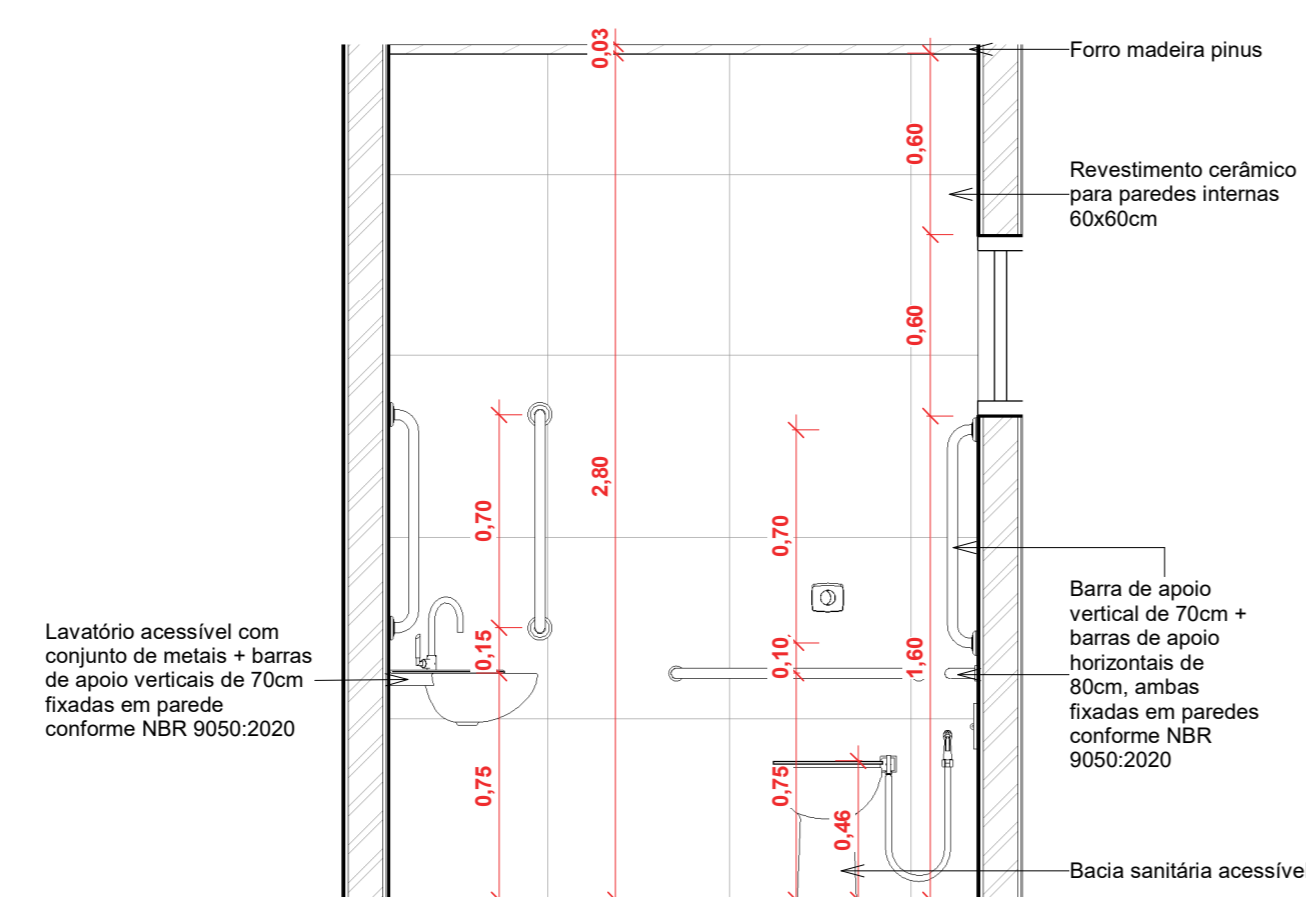 0,03
Forro madeira pinus
0,60
Revestimento cerâmico
para paredes internas
60x60cm
0,60
2,80
0,70
0,70
Barra de apoio
vertical de 70cm +
barras de apoio
horizontais de
80cm, ambas
fixadas em paredes
conforme NBR
9050:2020
Lavatório acessível com
conjunto de metais + barras
de apoio verticais de 70cm
fixadas em parede
conforme NBR 9050:2020
0,15
0,10
1,60
0,75
0,75
0,46
Bacia sanitária acessível